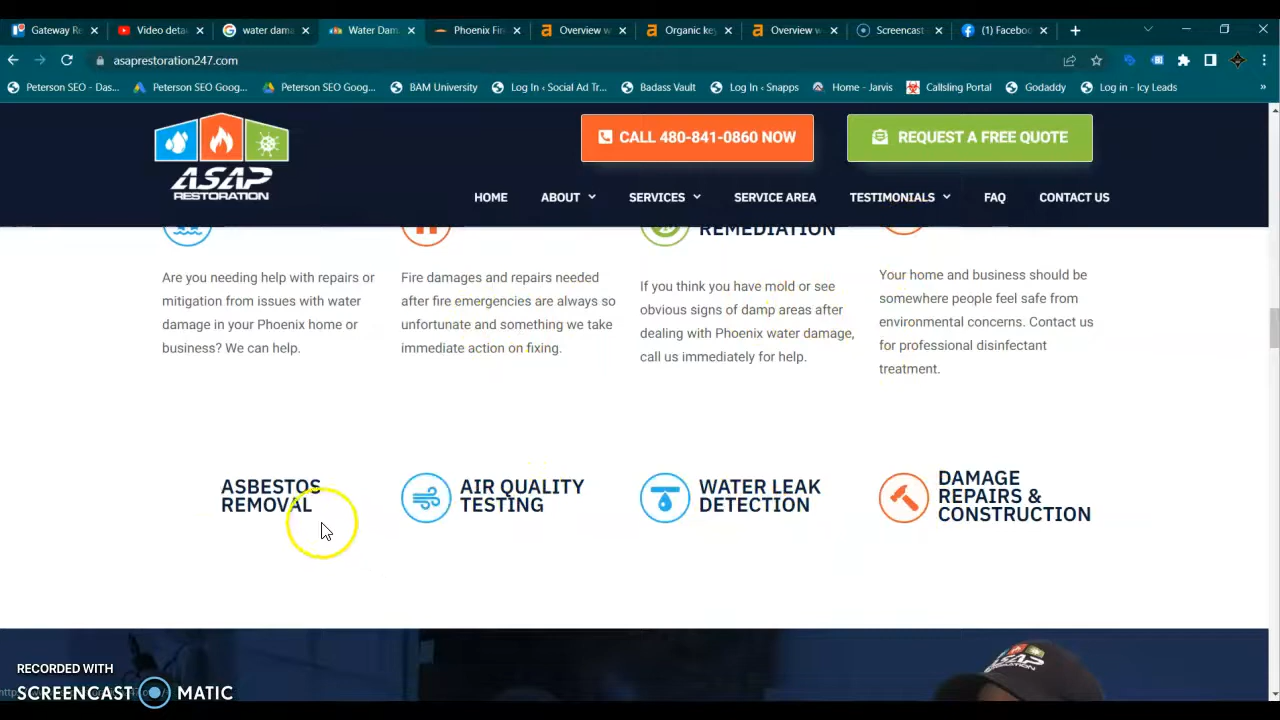 Gateway Re
Video deta
water dama
Water Dam
Phoenix Fir
Overview w
Organic key
Overview w
Screencast
(1) Facebo
asaprestoration247.com
Peterson SEO - Das...
Peterson SEO Goog...
Peterson SEO Goog...
BAM University
Log In ‹ Social Ad Tr...
Badass Vault
Log In ‹ Snapps
Home - Jarvis
Callsling Portal
Godaddy
Log in - Icy Leads
ASAP
RESTORATION
CALL 480-841-0860 NOW
REQUEST A FREE QUOTE
HOME
ABOUT
SERVICES
SERVICE AREA
TESTIMONIALS
FAQ
CONTACT US
REMEDIATION
Are you needing help with repairs or
mitigation from issues with water
damage in your Phoenix home or
business? We can help.
Fire damages and repairs needed
after fire emergencies are always so
unfortunate and something we take
immediate action on fixing.
If you think you have mold or see
obvious signs of damp areas after
dealing with Phoenix water damage,
call us immediately for help.
Your home and business should be
somewhere people feel safe from
environmental concerns. Contact us
for professional disinfectant
treatment.
ASBESTOS
REMOVAL
AIR QUALITY
TESTING
WATER LEAK
DETECTION
DAMAGE
REPAIRS &
CONSTRUCTION
ASAP
RECORDED WITH
SCREENCAST MATIC